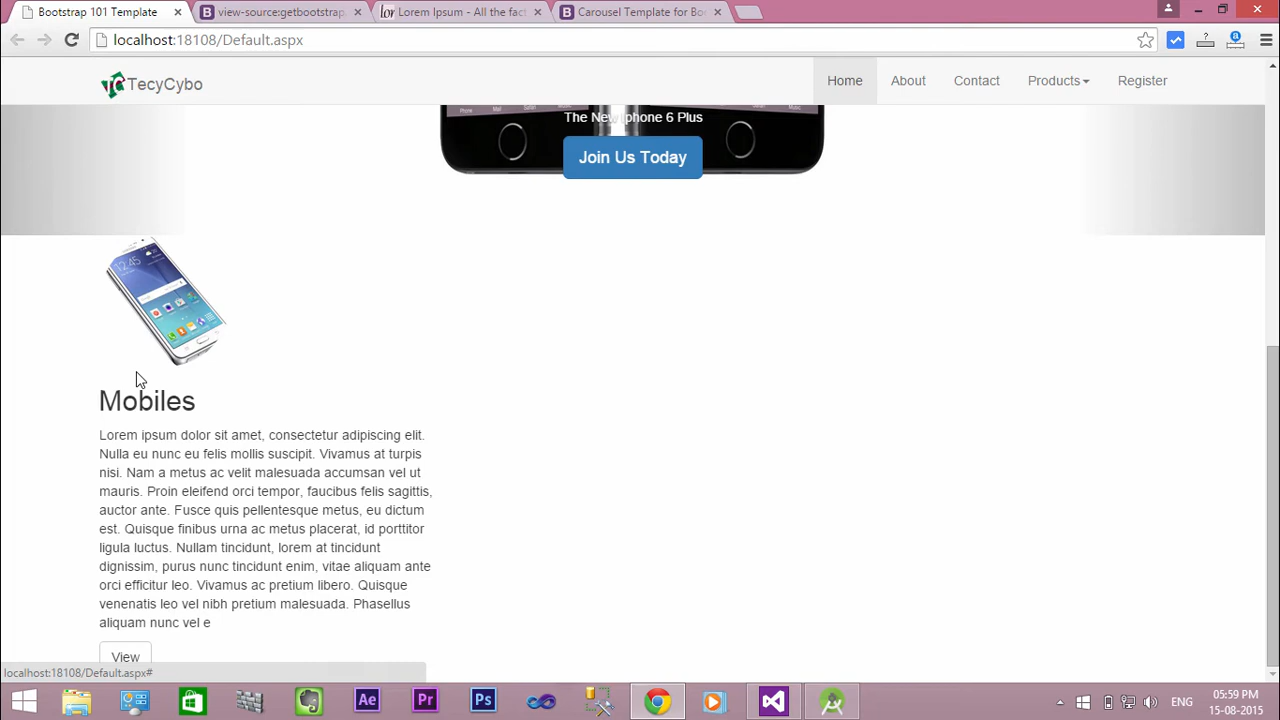 Bootstrap 101 Template
view-source:getbootstrap.
Lorem Ipsum - All the fact
Carousel Template for Bo
localhost:18108/Default.aspx
TecyCybo
Home
About
Contact
Products
Register
The New Iphone 6 Plus
Join Us Today
12:45
Mobiles
Lorem ipsum dolor sit amet, consectetur adipiscing elit.
Nulla eu nunc eu felis mollis suscipit. Vivamus at turpis
nisi. Nam a metus ac velit malesuada accumsan vel ut
mauris. Proin eleifend orci tempor, faucibus felis sagittis,
auctor ante. Fusce quis pellentesque metus, eu dictum
est. Quisque finibus urna ac metus placerat, id porttitor
ligula luctus. Nullam tincidunt, lorem at tincidunt
dignissim, purus nunc tincidunt enim, vitae aliquam ante
orci efficitur leo. Vivamus ac pretium libero. Quisque
venenatis leo vel nibh pretium malesuada. Phasellus
aliquam nunc vel e
View
localhost:18108/Default.aspx#
Ae
Pr
Ps
ENG
05:59 PM
15-08-2015